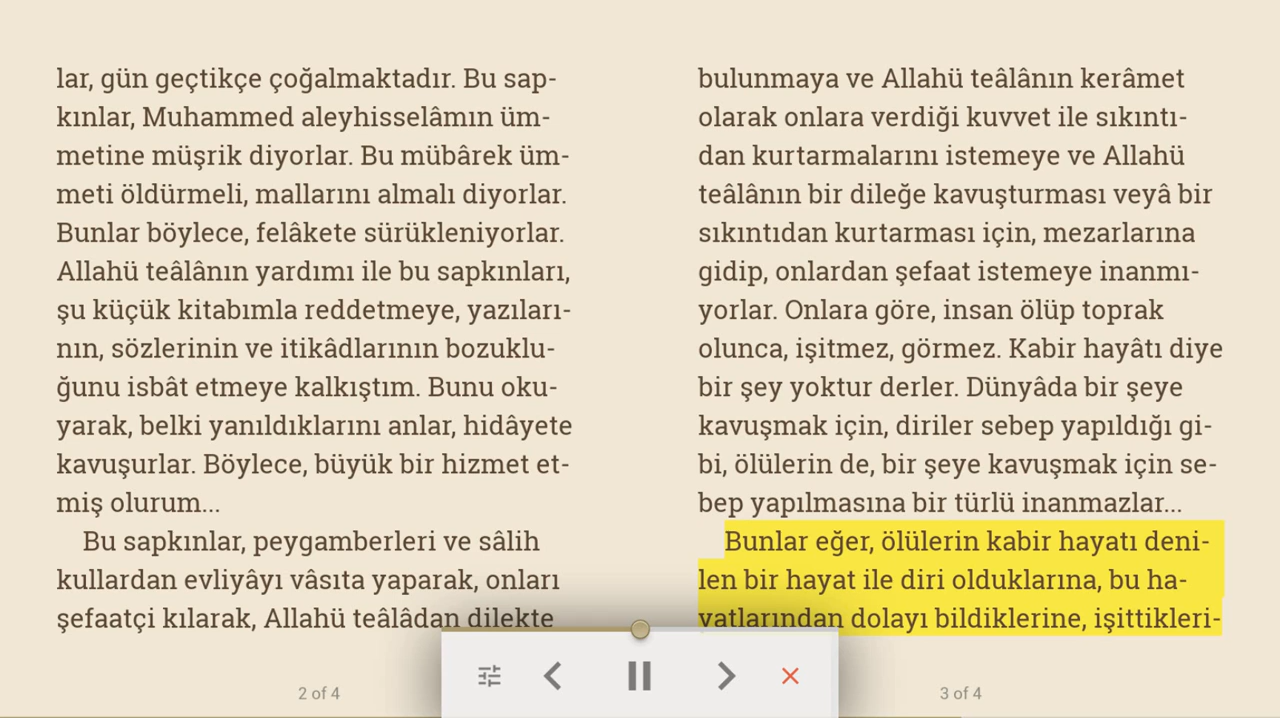 lar, gün geçtikçe çoğalmaktadır. Bu sap-
kınlar, Muhammed aleyhisselâmın üm-
metine müşrik diyorlar. Bu mübârek üm-
meti öldürmeli, mallarını almalı diyorlar.
Bunlar böylece, felâkete sürükleniyorlar.
Allahü teâlânın yardımı ile bu sapkınları,
şu küçük kitabımla reddetmeye, yazıları-
nın, sözlerinin ve itikâdlarının bozuklu-
ğunu isbât etmeye kalkıştım. Bunu oku-
yarak, belki yanıldıklarını anlar, hidâyete
kavuşurlar. Böylece, büyük bir hizmet et-
miş olurum...
Bu sapkınlar, peygamberleri ve sâlih
kullardan evliyâyı vâsıta yaparak, onları
şefaatçi kılarak, Allahü teâlâdan dilekte
2 of 4
bulunmaya ve Allahü teâlânın kerâmet
olarak onlara verdiği kuvvet ile sıkıntı-
dan kurtarmalarını istemeye ve Allahü
teâlânın bir dileğe kavuşturması veyâ bir
sıkıntıdan kurtarması için, mezarlarına
gidip, onlardan şefaat istemeye inanmı-
yorlar. Onlara göre, insan ölüp toprak
olunca, işitmez, görmez. Kabir hayâtı diye
bir şey yoktur derler. Dünyâda bir şeye
kavuşmak için, diriler sebep yapıldığı gi-
bi, ölülerin de, bir şeye kavuşmak için se-
bep yapılmasına bir türlü inanmazlar...
Bunlar eğer, ölülerin kabir hayatı deni-
len bir hayat ile diri olduklarına, bu ha-
yatlarından dolayı bildiklerine, işittikleri-
3 of 4